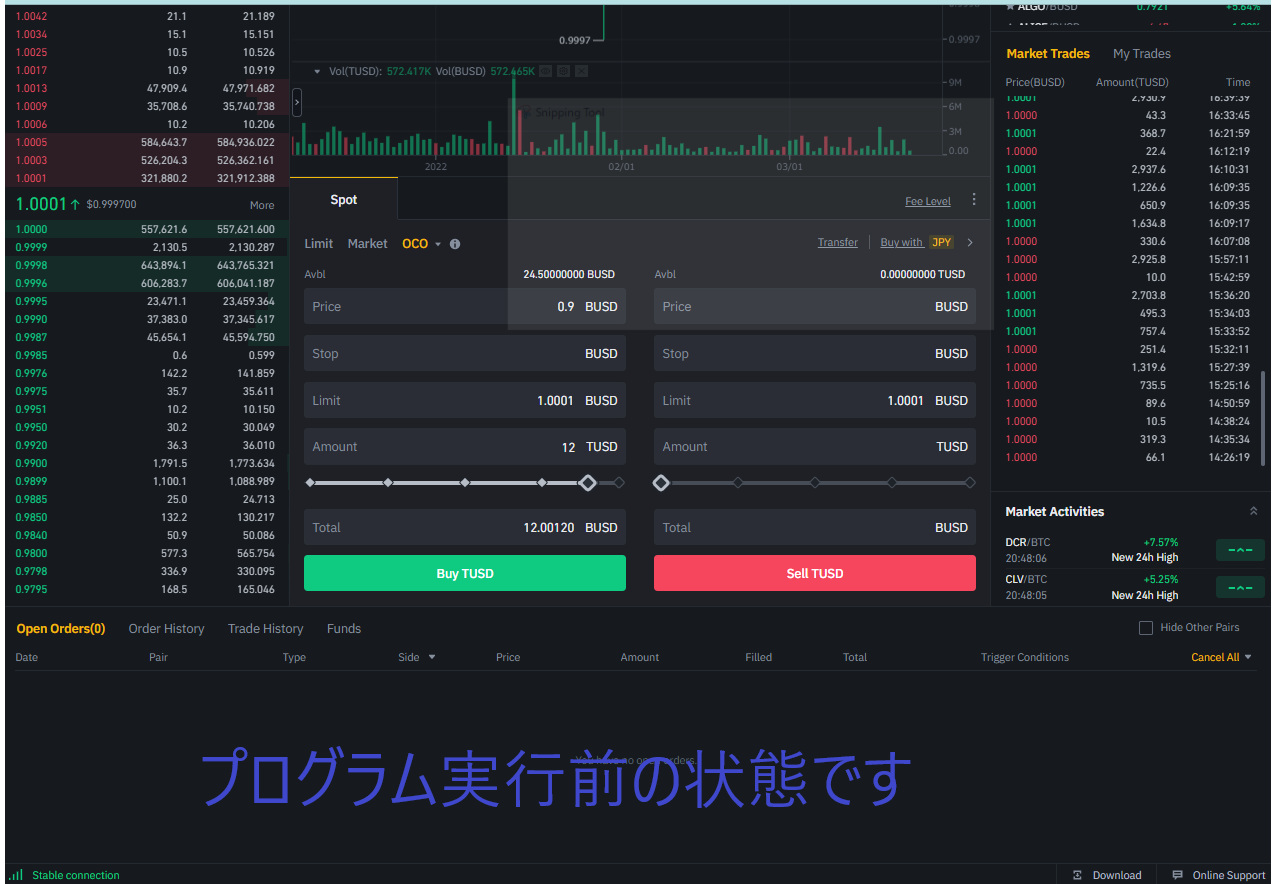 1.0042 21.1 21.189
1.0034 15.1 15.151
1.0025 10.5 10.526
1.0017 10.9 10.919
1.0013 47,909.4 47,971.682
1.0009 35,708.6 35,740.738
1.0006 10.2 10.206
1.0005 584,643.7 584,936.022
1.0003 526,204.3 526,362.161
1.0001 321,880.2 321,912.388
1.0001↑ $0.999700 More
1.0000 557,621.6 557,621.600
0.9999 2,130.5 2,130.287
0.9998 643,894.1 643,765.321
0.9996 606,283.7 606,041.187
0.9995 23,471.1 23,459.364
0.9990 37,383.0 37,345.617
0.9987 45,654.1 45,594.750
0.9985 0.6 0.599
0.9976 142.2 141.859
0.9975 35.7 35.611
0.9951 10.2 10.150
0.9950 30.2 30.049
0.9920 36.3 36.010
0.9900 1,791.5 1,773.634
0.9899 1,100.1 1,088.989
0.9885 25.0 24.713
0.9850 132.2 130.217
0.9840 50.9 50.086
0.9800 577.3 565.754
0.9798 336.9 330.095
0.9795 168.5 165.046
0.9997
0.9997
Vol(TUSD): 572.417K Vol(BUSD) 572.465K
9M
6M
Snipping Tool
3M
0.00
2022 02/01 03/01
Spot
Fee Level
Limit Market OCO
Transfer Buy with JPY
Avbl 24.50000000 BUSD
Price 0.9 BUSD
Stop BUSD
Limit 1.0001 BUSD
Amount 12 TUSD
Total 12.00120 BUSD
Buy TUSD
Avbl 0.00000000 TUSD
Price BUSD
Stop BUSD
Limit 1.0001 BUSD
Amount TUSD
Total BUSD
Sell TUSD
ALGO/BUSD 0.7921 +5.64%
Market Trades My Trades
Price(BUSD) Amount(TUSD) Time
1.0001 2,930.9 16:39:39
1.0000 43.3 16:33:45
1.0001 368.7 16:21:59
1.0000 22.4 16:12:19
1.0001 2,937.6 16:10:31
1.0001 1,226.6 16:09:35
1.0001 650.9 16:09:35
1.0001 1,634.8 16:09:17
1.0000 330.6 16:07:08
1.0000 2,925.8 15:57:11
1.0000 10.0 15:42:59
1.0001 2,703.8 15:36:20
1.0001 495.3 15:34:03
1.0001 757.4 15:33:52
1.0000 251.4 15:32:11
1.0000 1,319.6 15:27:39
1.0000 735.5 15:25:16
1.0000 89.6 14:50:59
1.0000 10.5 14:38:24
1.0000 319.3 14:35:34
1.0000 66.1 14:26:19
Market Activities
DCR/BTC +7.57%
20:48:06 New 24h High
CLV/BTC +5.25%
20:48:05 New 24h High
Open Orders(0) Order History Trade History Funds
Hide Other Pairs
Date Pair Type Side Price Amount Filled Total Trigger Conditions Cancel All
You have no open orders.
プログラム実行前の状態です
Stable connection
Download Online Support